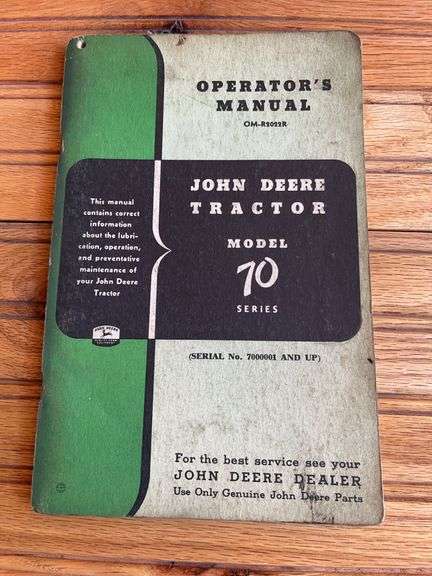 OPERATOR'S
MANUAL
OM-R2022R
This manual
contains correct
information
about the lubri-
cation, operation,
and preventative
maintenance of
your John Deere
Tractor
JOHN DEERE
TRACTOR
MODEL
70
SERIES
JOHN DEERE
(SERIAL No. 7000001 AND UP)
For the best service see your
JOHN DEERE DEALER
Use Only Genuine John Deere Parts